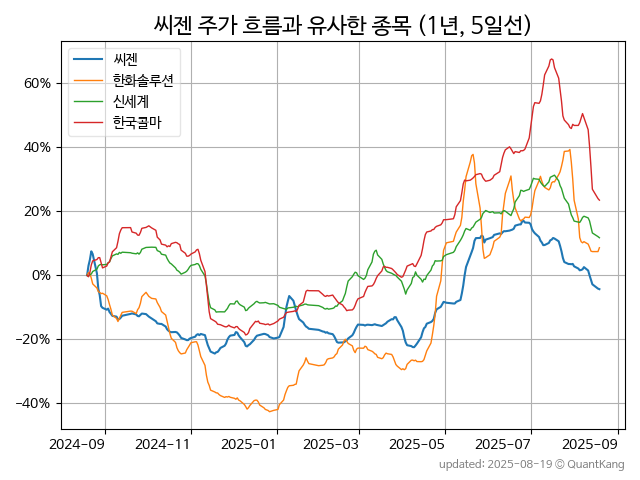 씨젠 주가 흐름과 유사한 종목 (1년, 5일선)
씨젠
한화솔루션
신세계
한국콜마
60%
40%
20%
0%
−20%
−40%
2024-09 2024-11 2025-01 2025-03 2025-05 2025-07 2025-09
updated: 2025-08-19 © QuantKang